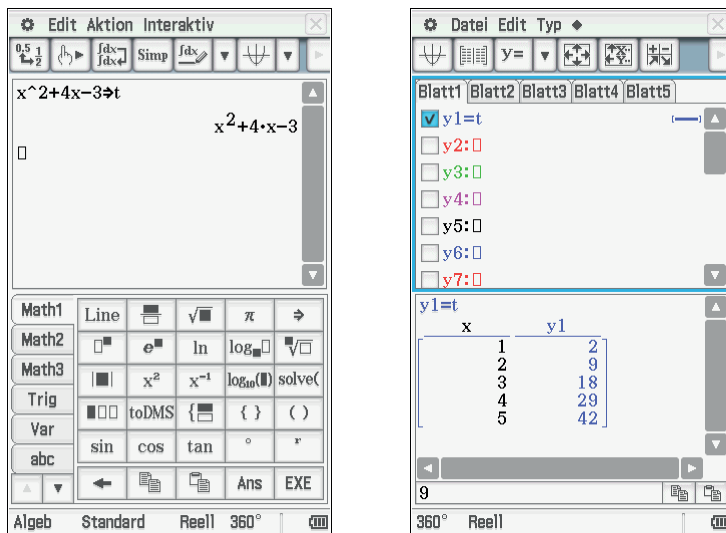 Edit Aktion Interaktiv
0.5 1 2 ∫dx ∫dx Simp ∫dx
x^2+4x-3⇒t
x²+4·x-3
Math1 Line √ π ⇒
Math2 e ln log √
Math3 |■| x² x⁻¹ log₁₀(■) solve(
Trig toDMS { { } ( )
Var sin cos tan ° r
abc Ans EXE
Algeb Standard Reell 360°
Datei Edit Typ
y=
Blatt1 Blatt2 Blatt3 Blatt4 Blatt5
y1=t
y2:□
y3:□
y4:□
y5:□
y6:□
y7:□
y1=t
x y1
1 2
2 9
3 18
4 29
5 42
9
360° Reell